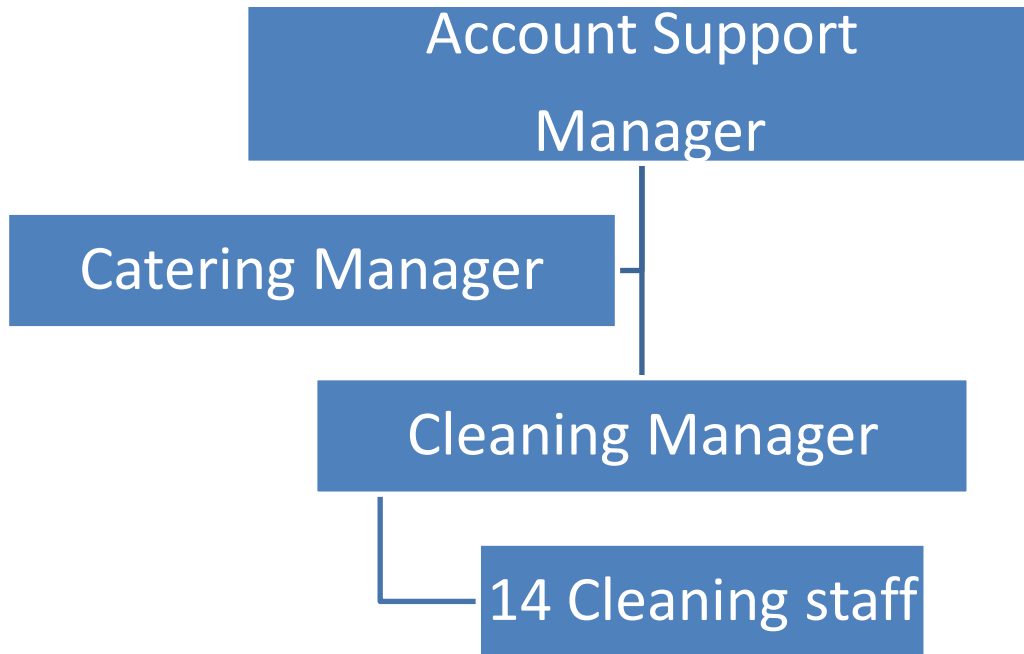 Account Support
Manager
Catering Manager
Cleaning Manager
14 Cleaning staff